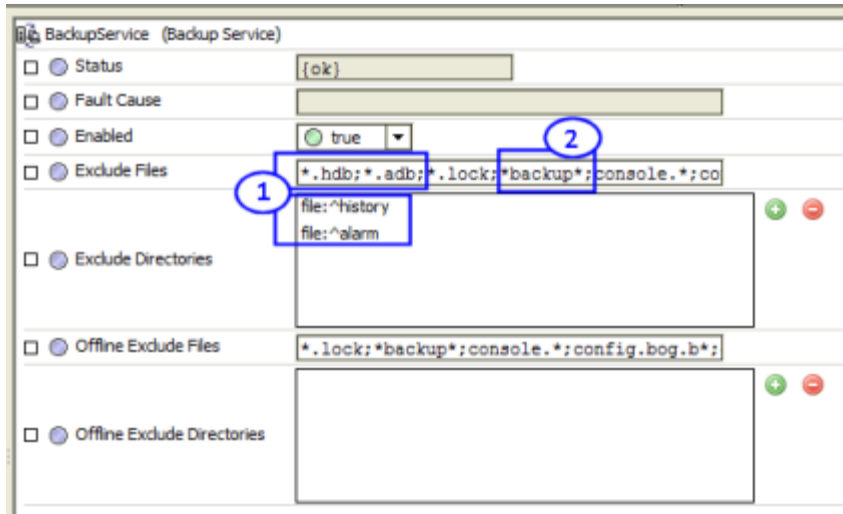 BackupService (Backup Service)
Status
{ok}
Fault Cause
Enabled
true
2
Exclude Files
*.hdb;*.adb;*.lock;*backup*;console.*;co
1
file:^history
file:^alarm
Exclude Directories
Offline Exclude Files
*.lock;*backup*;console.*;config.bog.b*;
Offline Exclude Directories